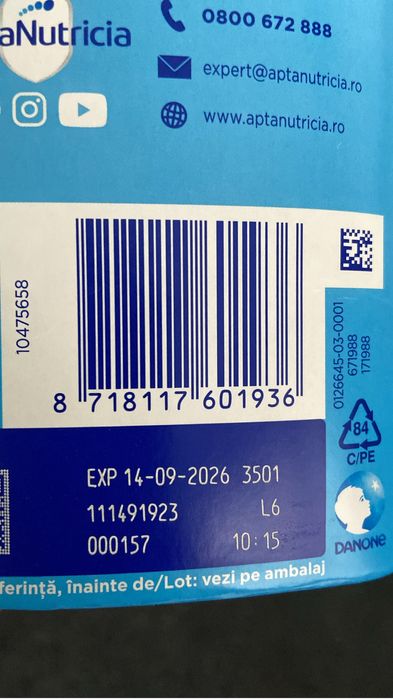 aNutricia
0800 672 888
expert@aptanutricia.ro
www.aptanutricia.ro
10475658
8 718117 601936
0126645-03-0001
671988
171988
84
C/PE
EXP 14-09-2026 3501
111491923 L6
000157 10:15
DANONE
ferință, înainte de/Lot: vezi pe ambalaj